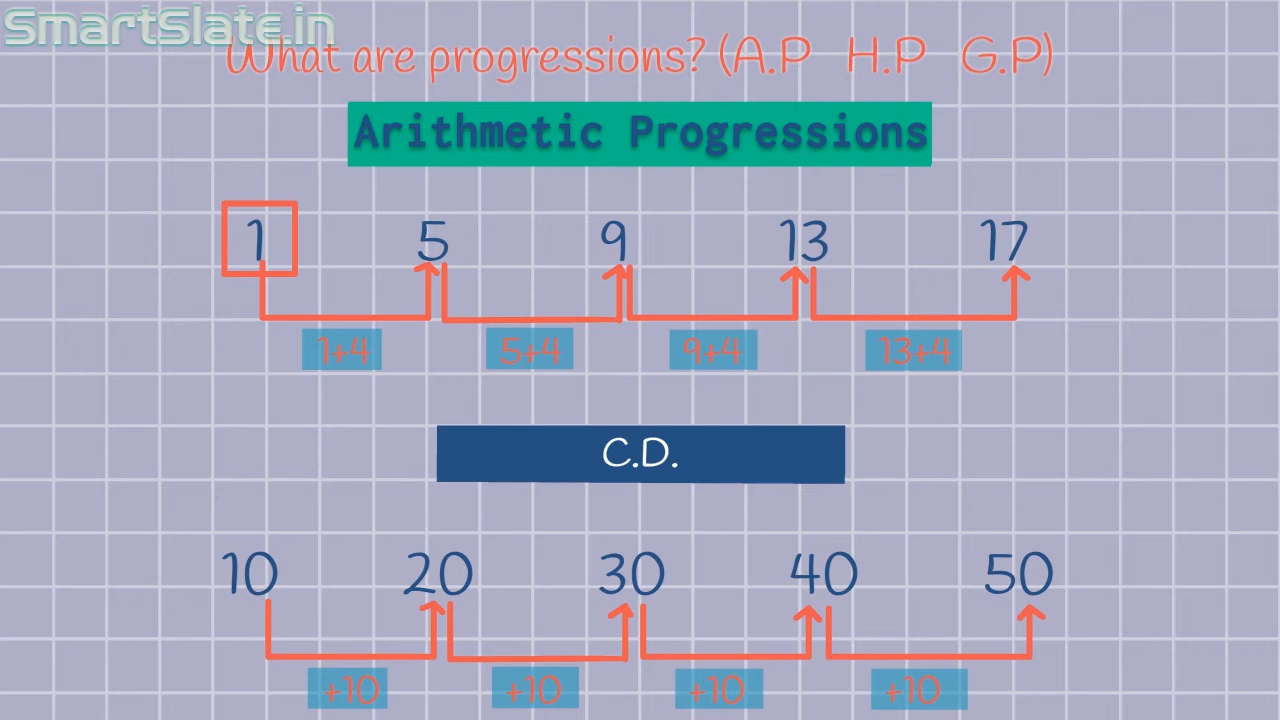 SmartSlate.in
What are progressions? (A.P H.P G.P)
Arithmetic Progressions
1 5 9 13 17
1+4 5+4 9+4 13+4
C.D.
10 20 30 40 50
+10 +10 +10 +10